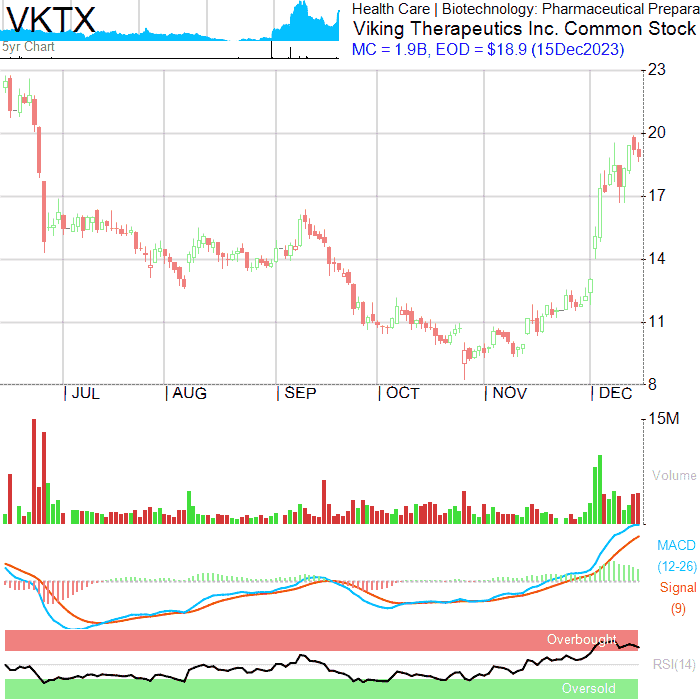 VKTX
5yr Chart
Health Care | Biotechnology: Pharmaceutical Prepara
Viking Therapeutics Inc. Common Stock
MC = 1.9B, EOD = $18.9 (15Dec2023)
23
20
17
14
11
8
| JUL | AUG | SEP | OCT | NOV | DEC
15M
Volume
MACD
(12-26)
Signal
(9)
Overbought
RSI(14)
Oversold